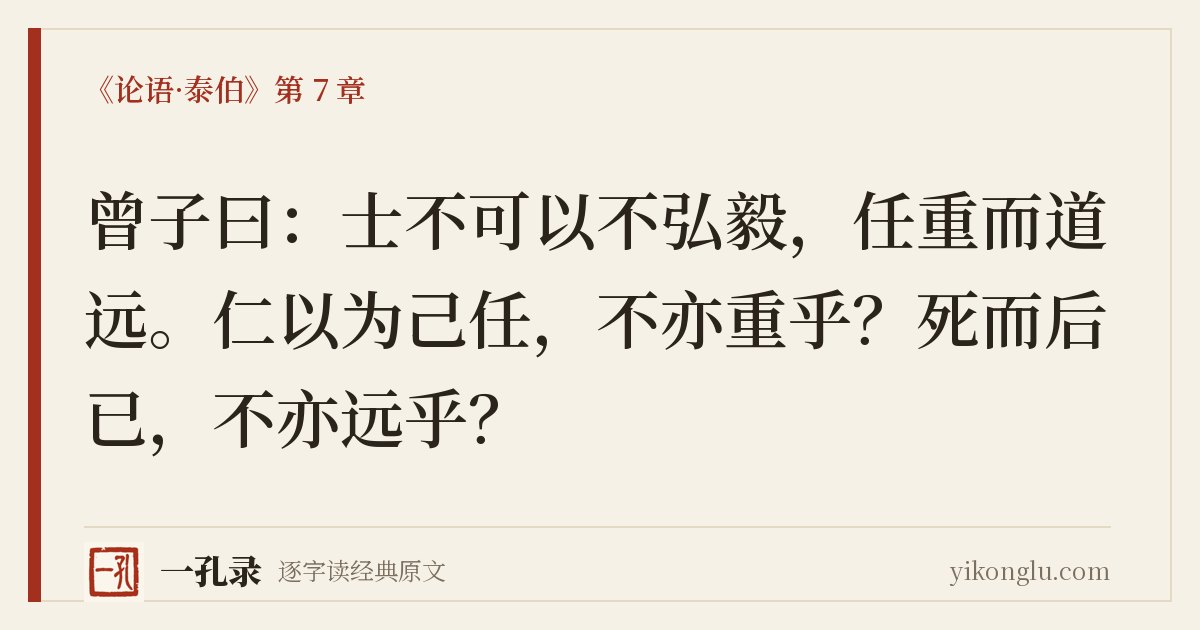 《论语·泰伯》第 7 章
曾子曰：士不可以不弘毅，任重而道
远。仁以为己任，不亦重乎？死而后
已，不亦远乎？
一孔 一孔录 逐字读经典原文 yikonglu.com